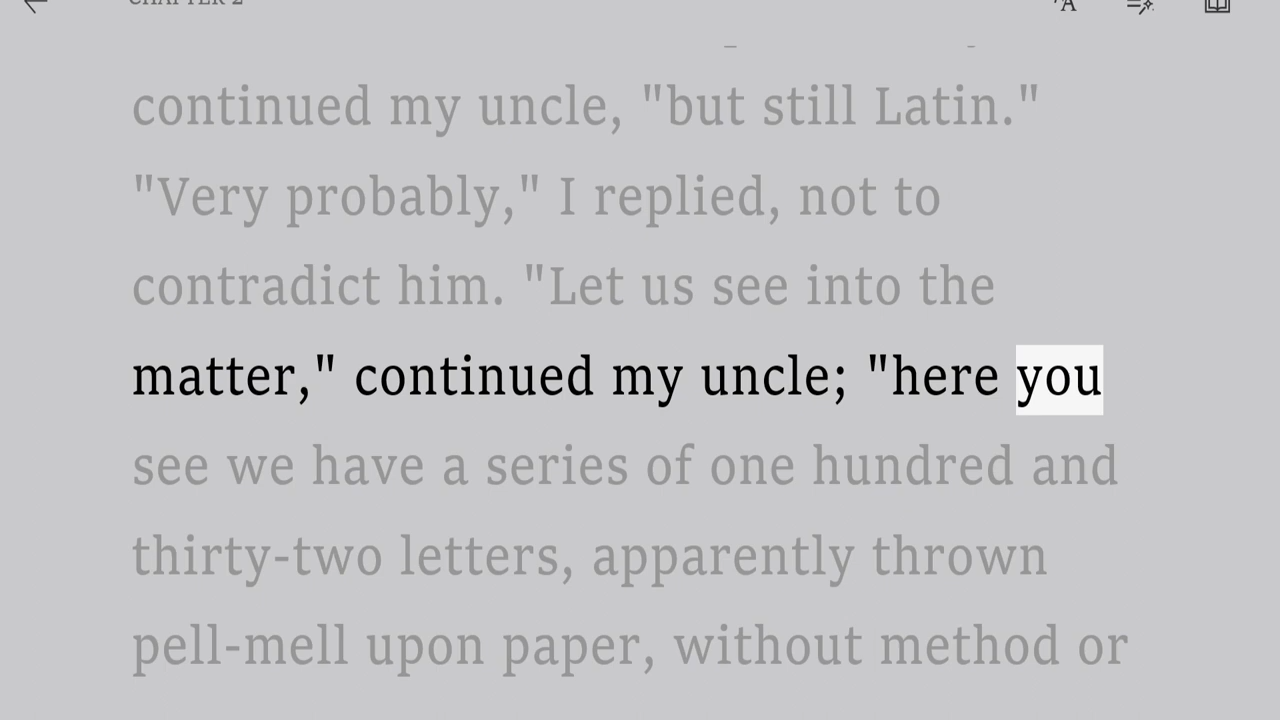 CHAPTER 2
continued my uncle, "but still Latin."
"Very probably," I replied, not to
contradict him. "Let us see into the
matter," continued my uncle; "here you
see we have a series of one hundred and
thirty-two letters, apparently thrown
pell-mell upon paper, without method or